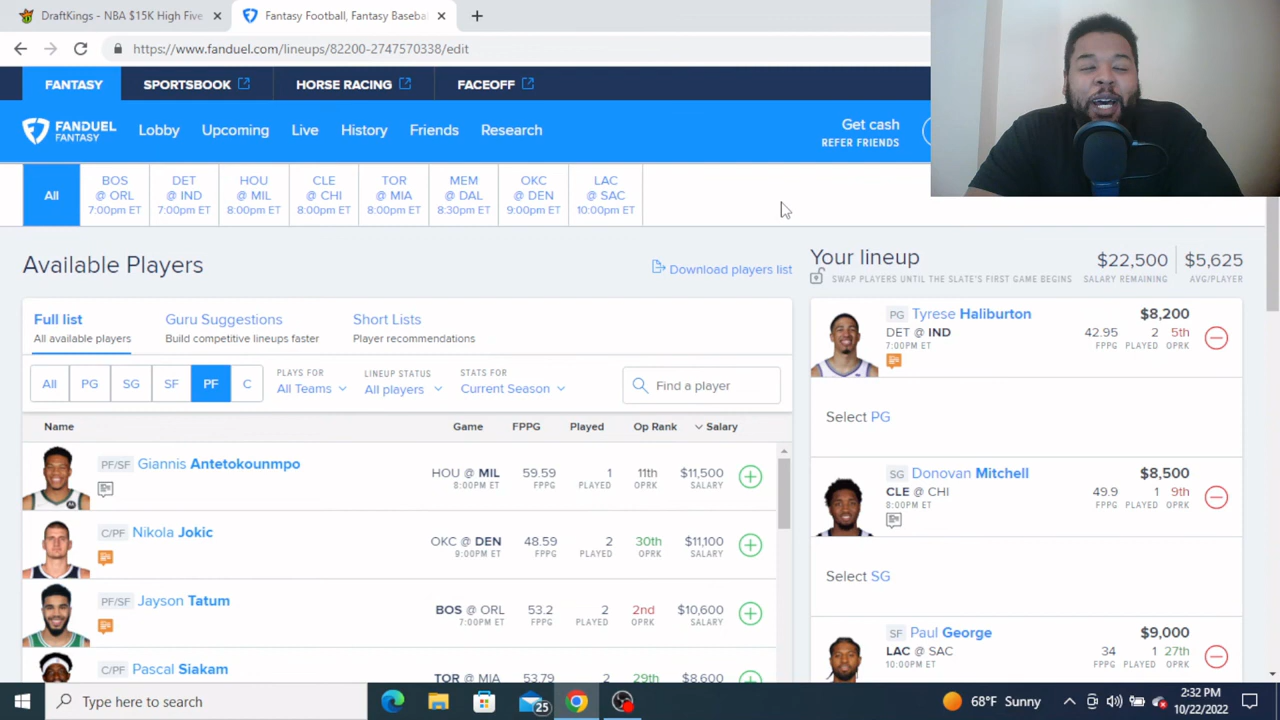 DraftKings - NBA $15K High Five
Fantasy Football, Fantasy Baseba
https://www.fanduel.com/lineups/82200-2747570338/edit
FANTASY SPORTSBOOK HORSE RACING FACEOFF
FANDUEL FANTASY Lobby Upcoming Live History Friends Research Get cash
REFER FRIENDS
All
BOS @ ORL 7:00pm ET
DET @ IND 7:00pm ET
HOU @ MIL 8:00pm ET
CLE @ CHI 8:00pm ET
TOR @ MIA 8:00pm ET
MEM @ DAL 8:30pm ET
OKC @ DEN 9:00pm ET
LAC @ SAC 10:00pm ET
Available Players
Download players list
Full list
All available players
Guru Suggestions
Build competitive lineups faster
Short Lists
Player recommendations
All PG SG SF PF C
PLAYS FOR
All Teams
LINEUP STATUS
All players
STATS FOR
Current Season
Find a player
Name Game FPPG Played Op Rank Salary
PF/SF Giannis Antetokounmpo
HOU @ MIL 59.59 1 11th $11,500
8:00PM ET FPPG PLAYED OPRK SALARY
C/PF Nikola Jokic
OKC @ DEN 48.59 2 30th $11,100
9:00PM ET FPPG PLAYED OPRK SALARY
PF/SF Jayson Tatum
BOS @ ORL 53.2 2 2nd $10,600
7:00PM ET FPPG PLAYED OPRK SALARY
C/PF Pascal Siakam
TOR @ MIA 53.79 2 29th $8,600
Your lineup $22,500 $5,625
SWAP PLAYERS UNTIL THE SLATE'S FIRST GAME BEGINS SALARY REMAINING AVG/PLAYER
PG Tyrese Haliburton $8,200
DET @ IND 42.95 2 5th
7:00PM ET FPPG PLAYED OPRK
Select PG
SG Donovan Mitchell $8,500
CLE @ CHI 49.9 1 9th
8:00PM ET FPPG PLAYED OPRK
Select SG
SF Paul George $9,000
LAC @ SAC 34 1 27th
10:00PM ET FPPG PLAYED OPRK
Type here to search
25
68°F Sunny
2:32 PM
10/22/2022